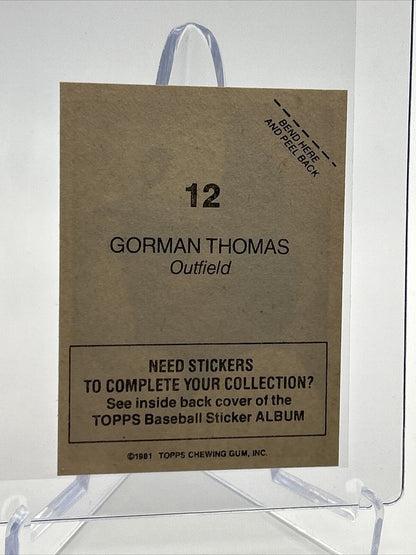 BEND HERE
AND PEEL BACK
12
GORMAN THOMAS
Outfield
NEED STICKERS
TO COMPLETE YOUR COLLECTION?
See inside back cover of the
TOPPS Baseball Sticker ALBUM
©1981 TOPPS CHEWING GUM, INC.